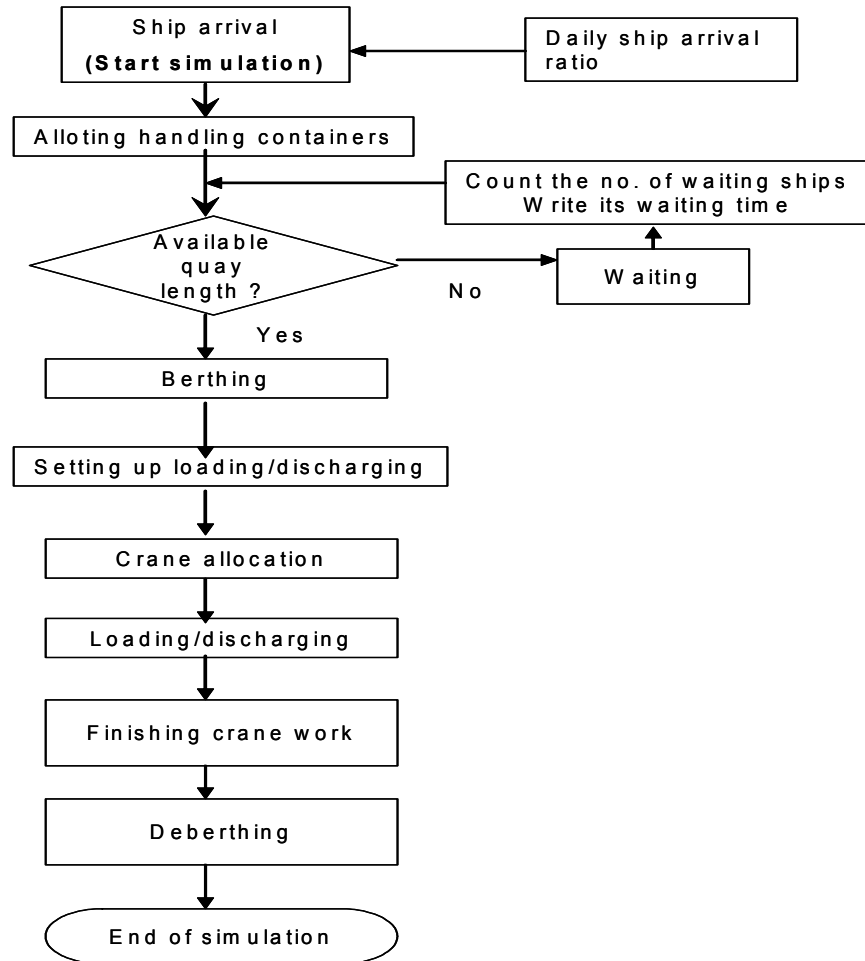 Ship arrival
(Start simulation)
Daily ship arrival
ratio
Alloting handling containers
Count the no. of waiting ships
Write its waiting time
Available
quay
length ?
No
Waiting
Yes
Berthing
Setting up loading/discharging
Crane allocation
Loading/discharging
Finishing crane work
Deberthing
End of simulation